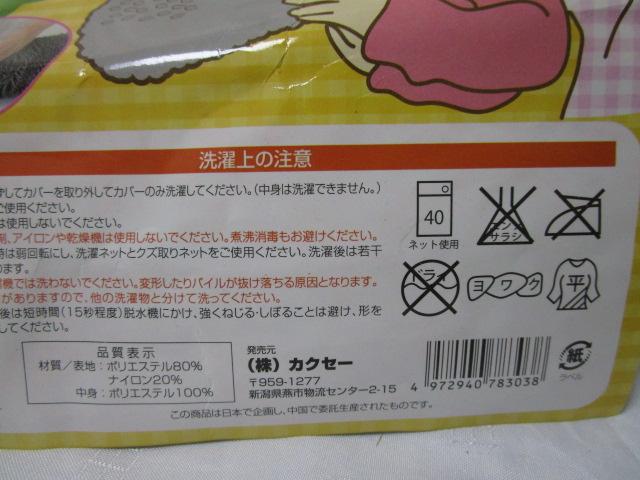 洗濯上の注意
してカバーを取り外してカバーのみ洗濯してください。(中身は洗濯できません。)
ご使用ください。
は使用しないでください。
剤、アイロンや乾燥機は使用しないでください。煮沸消毒もお避けください。
時は弱回転にし、洗濯ネットとクズ取りネットをご使用ください。洗濯後は若干
ります。
機では洗わないでください。変形したりパイルが抜け落ちる原因となります。
がありますので、他の洗濯物と分けて洗ってください。
後は短時間(15秒程度)脱水機にかけ、強くねじる・しぼることは避け、形を
してください。
40
ネット使用
エンソ
サラシ
ドライ
ヨワク
平
品質表示
材質/表地:ポリエステル80%
ナイロン20%
中身:ポリエステル100%
発売元
(株)カクセー
〒959-1277
新潟県燕市物流センター2-15
4 972940 783038
紙
ラベル
この商品は日本で企画し、中国で委託生産されたものです。